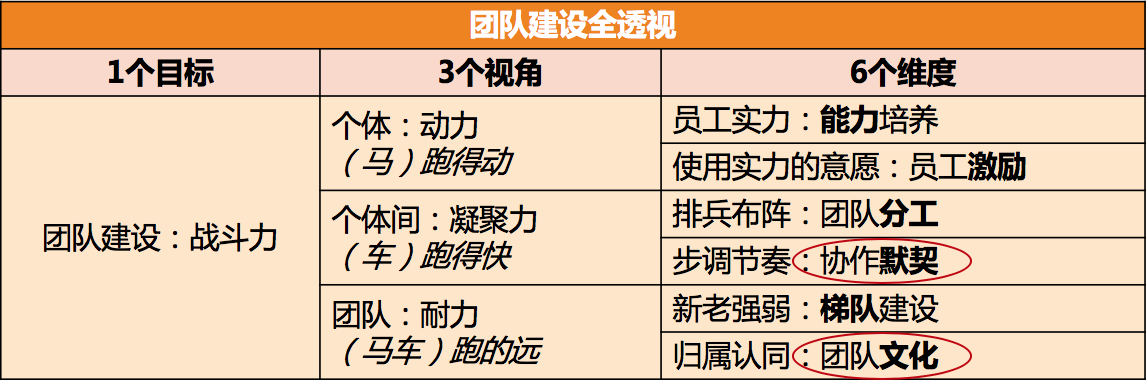 团队建设全透视
1个目标
3个视角
6个维度
团队建设：战斗力
个体：动力
（马）跑得动
员工实力：能力培养
使用实力的意愿：员工激励
个体间：凝聚力
（车）跑得快
排兵布阵：团队分工
步调节奏：协作默契
团队：耐力
（马车）跑的远
新老强弱：梯队建设
归属认同：团队文化